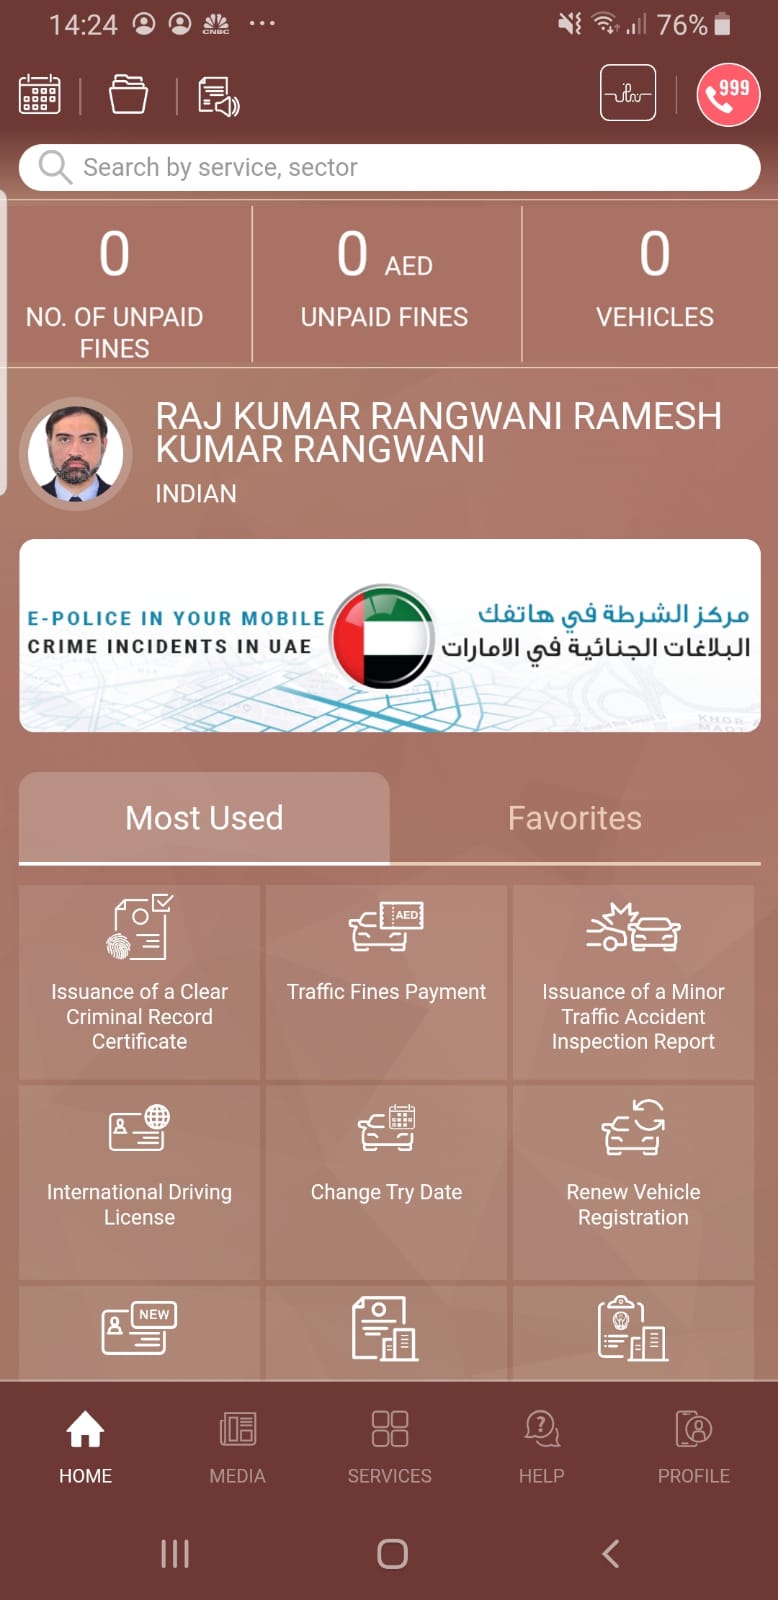 14:24 CNBC ... 76%
999
Search by service, sector
0
NO. OF UNPAID
FINES
0 AED
UNPAID FINES
0
VEHICLES
RAJ KUMAR RANGWANI RAMESH
KUMAR RANGWANI
INDIAN
E-POLICE IN YOUR MOBILE
CRIME INCIDENTS IN UAE
مركز الشرطة في هاتفك
البلاغات الجنائية في الامارات
KHOR
Most Used
Favorites
Issuance of a Clear
Criminal Record
Certificate
AED
Traffic Fines Payment
Issuance of a Minor
Traffic Accident
Inspection Report
International Driving
License
Change Try Date
Renew Vehicle
Registration
NEW
HOME
MEDIA
SERVICES
HELP
PROFILE